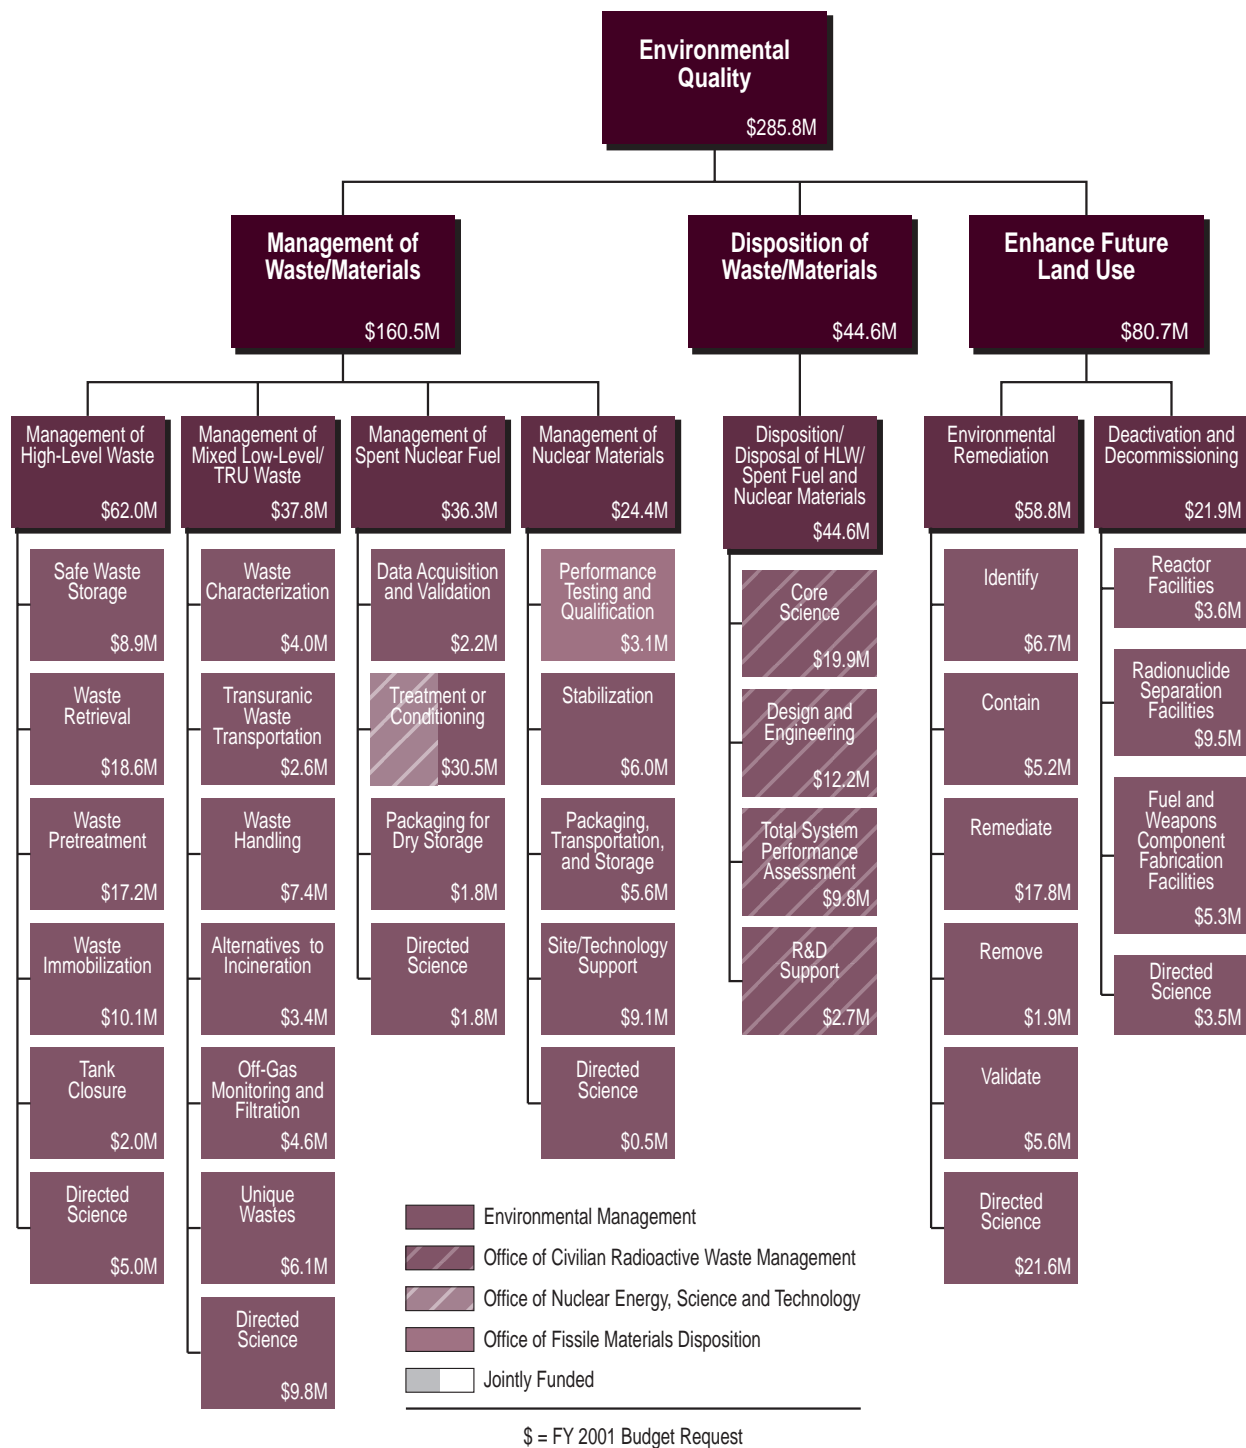 Environmental
Quality
$285.8M
Management of
Waste/Materials
$160.5M
Disposition of
Waste/Materials
$44.6M
Enhance Future
Land Use
$80.7M
Management of
High-Level Waste
$62.0M
Management of
Mixed Low-Level/
TRU Waste
$37.8M
Management of
Spent Nuclear Fuel
$36.3M
Management of
Nuclear Materials
$24.4M
Disposition/
Disposal of HLW/
Spent Fuel and
Nuclear Materials
$44.6M
Environmental
Remediation
$58.8M
Deactivation and
Decommissioning
$21.9M
Safe Waste
Storage
$8.9M
Waste
Retrieval
$18.6M
Waste
Pretreatment
$17.2M
Waste
Immobilization
$10.1M
Tank
Closure
$2.0M
Directed
Science
$5.0M
Waste
Characterization
$4.0M
Transuranic
Waste
Transportation
$2.6M
Waste
Handling
$7.4M
Alternatives to
Incineration
$3.4M
Off-Gas
Monitoring and
Filtration
$4.6M
Unique
Wastes
$6.1M
Directed
Science
$9.8M
Data Acquisition
and Validation
$2.2M
Treatment or
Conditioning
$30.5M
Packaging for
Dry Storage
$1.8M
Directed
Science
$1.8M
Performance
Testing and
Qualification
$3.1M
Stabilization
$6.0M
Packaging,
Transportation,
and Storage
$5.6M
Site/Technology
Support
$9.1M
Directed
Science
$0.5M
Core
Science
$19.9M
Design and
Engineering
$12.2M
Total System
Performance
Assessment
$9.8M
R&D
Support
$2.7M
Identify
$6.7M
Contain
$5.2M
Remediate
$17.8M
Remove
$1.9M
Validate
$5.6M
Directed
Science
$21.6M
Reactor
Facilities
$3.6M
Radionuclide
Separation
Facilities
$9.5M
Fuel and
Weapons
Component
Fabrication
Facilities
$5.3M
Directed
Science
$3.5M
Environmental Management
Office of Civilian Radioactive Waste Management
Office of Nuclear Energy, Science and Technology
Office of Fissile Materials Disposition
Jointly Funded
$ = FY 2001 Budget Request